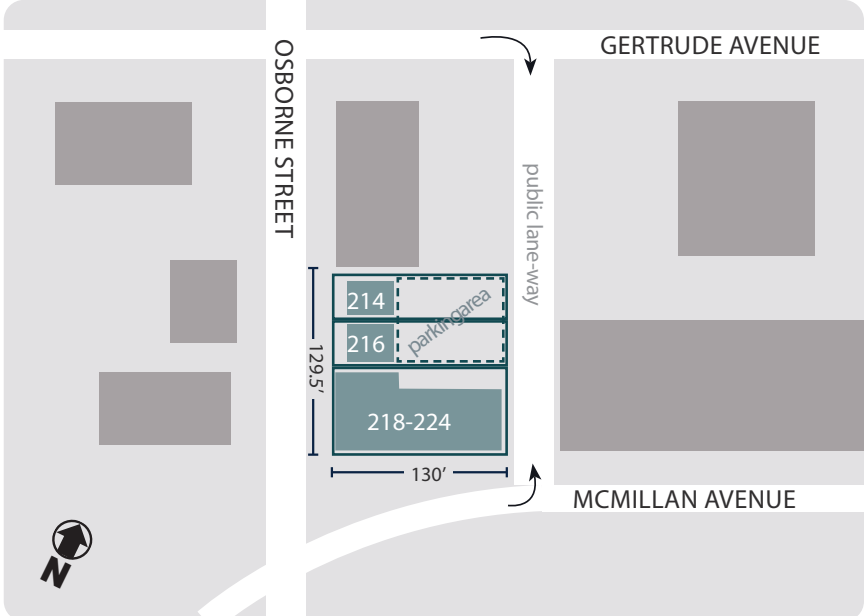 GERTRUDE AVENUE
OSBORNE STREET
public lane-way
214
parkingarea
216
129.5’
218-224
130’
MCMILLAN AVENUE
N